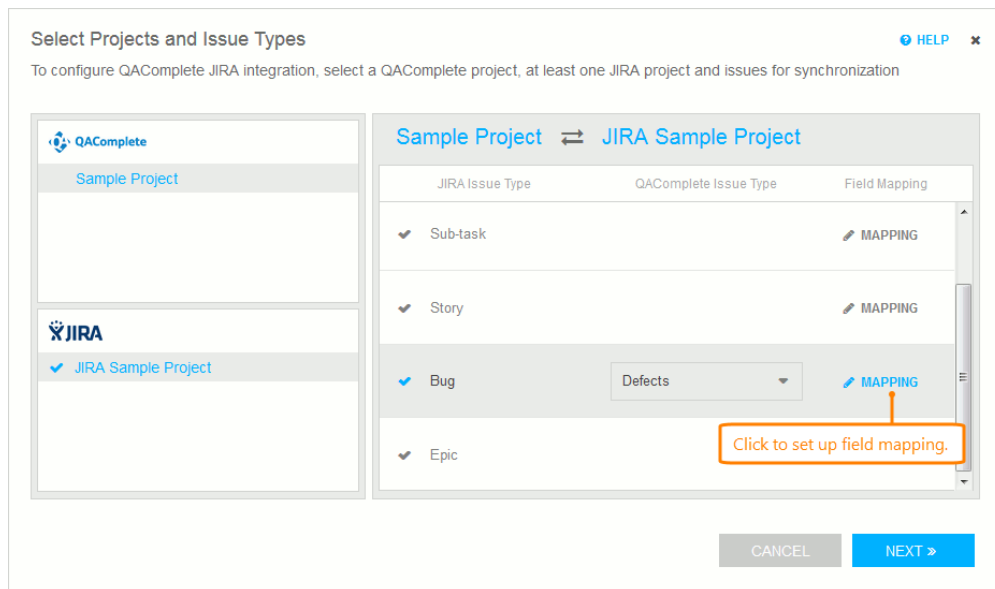 Select Projects and Issue Types
HELP
To configure QAComplete JIRA integration, select a QAComplete project, at least one JIRA project and issues for synchronization
QAComplete
Sample Project
JIRA
JIRA Sample Project
Sample Project JIRA Sample Project
JIRA Issue Type QAComplete Issue Type Field Mapping
Sub-task MAPPING
Story MAPPING
Bug Defects MAPPING
Click to set up field mapping.
Epic
CANCEL NEXT »